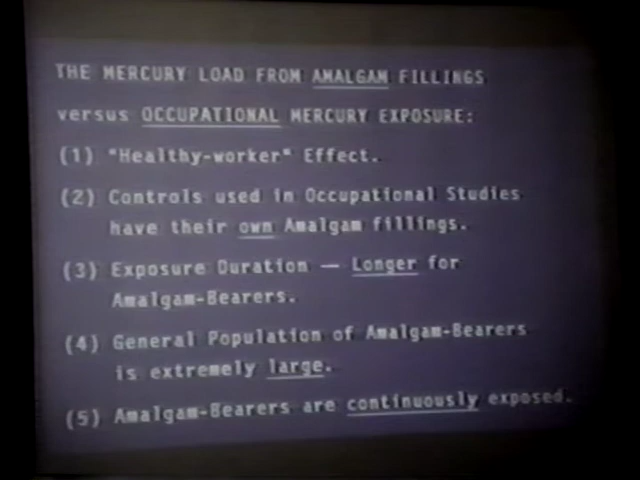 THE MERCURY LOAD FROM AMALGAM FILLINGS
versus OCCUPATIONAL MERCURY EXPOSURE:
(1) "Healthy-worker" Effect.
(2) Controls used in Occupational Studies
have their own Amalgam fillings.
(3) Exposure Duration — Longer for
Amalgam-Bearers.
(4) General Population of Amalgam-Bearers
is extremely large.
(5) Amalgam-Bearers are continuously exposed.